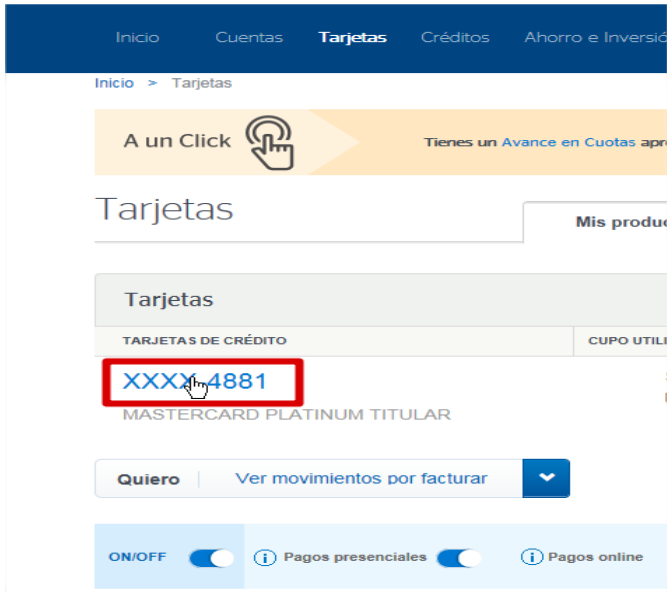 Inicio Cuentas Tarjetas Créditos Ahorro e Inversió
Inicio > Tarjetas
A un Click Tienes un Avance en Cuotas apr
Tarjetas Mis produc
Tarjetas
TARJETAS DE CRÉDITO CUPO UTILI
XXXX-4881
MASTERCARD PLATINUM TITULAR
Quiero Ver movimientos por facturar
ON/OFF Pagos presenciales Pagos online